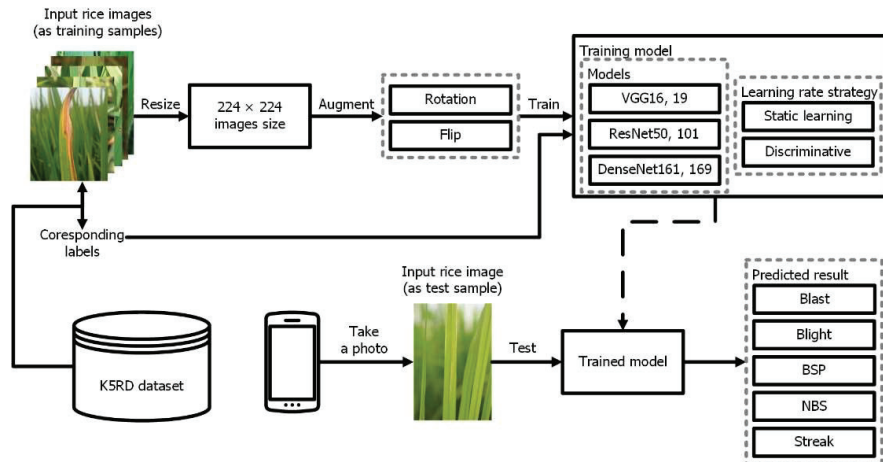 Input rice images
(as training samples)
Resize
224 × 224
images size
Augment
Rotation
Flip
Train
Training model
Models
VGG16, 19
ResNet50, 101
DenseNet161, 169
Learning rate strategy
Static learning
Discriminative
Coresponding
labels
K5RD dataset
Take
a photo
Input rice image
(as test sample)
Test
Trained model
Predicted result
Blast
Blight
BSP
NBS
Streak